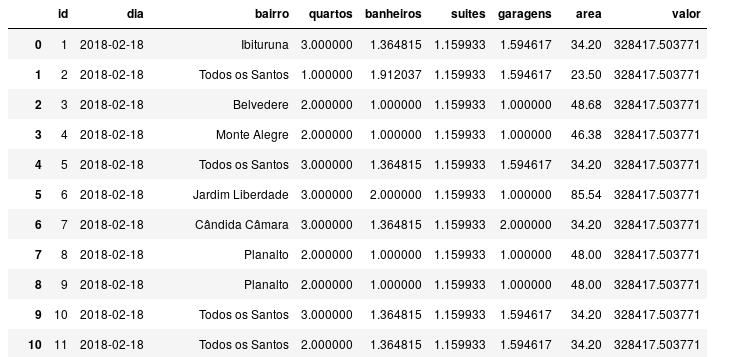 id dia bairro quartos banheiros suites garagens area valor
0 1 2018-02-18 Ibituruna 3.000000 1.364815 1.159933 1.594617 34.20 328417.503771
1 2 2018-02-18 Todos os Santos 1.000000 1.912037 1.159933 1.594617 23.50 328417.503771
2 3 2018-02-18 Belvedere 2.000000 1.000000 1.159933 1.000000 48.68 328417.503771
3 4 2018-02-18 Monte Alegre 2.000000 1.000000 1.159933 1.000000 46.38 328417.503771
4 5 2018-02-18 Todos os Santos 3.000000 1.364815 1.159933 1.594617 34.20 328417.503771
5 6 2018-02-18 Jardim Liberdade 3.000000 2.000000 1.159933 1.000000 85.54 328417.503771
6 7 2018-02-18 Cândida Câmara 3.000000 1.364815 1.159933 2.000000 34.20 328417.503771
7 8 2018-02-18 Planalto 2.000000 1.000000 1.159933 1.000000 48.00 328417.503771
8 9 2018-02-18 Planalto 2.000000 1.000000 1.159933 1.000000 48.00 328417.503771
9 10 2018-02-18 Todos os Santos 3.000000 1.364815 1.159933 1.594617 34.20 328417.503771
10 11 2018-02-18 Todos os Santos 2.000000 1.364815 1.159933 1.594617 34.20 328417.503771